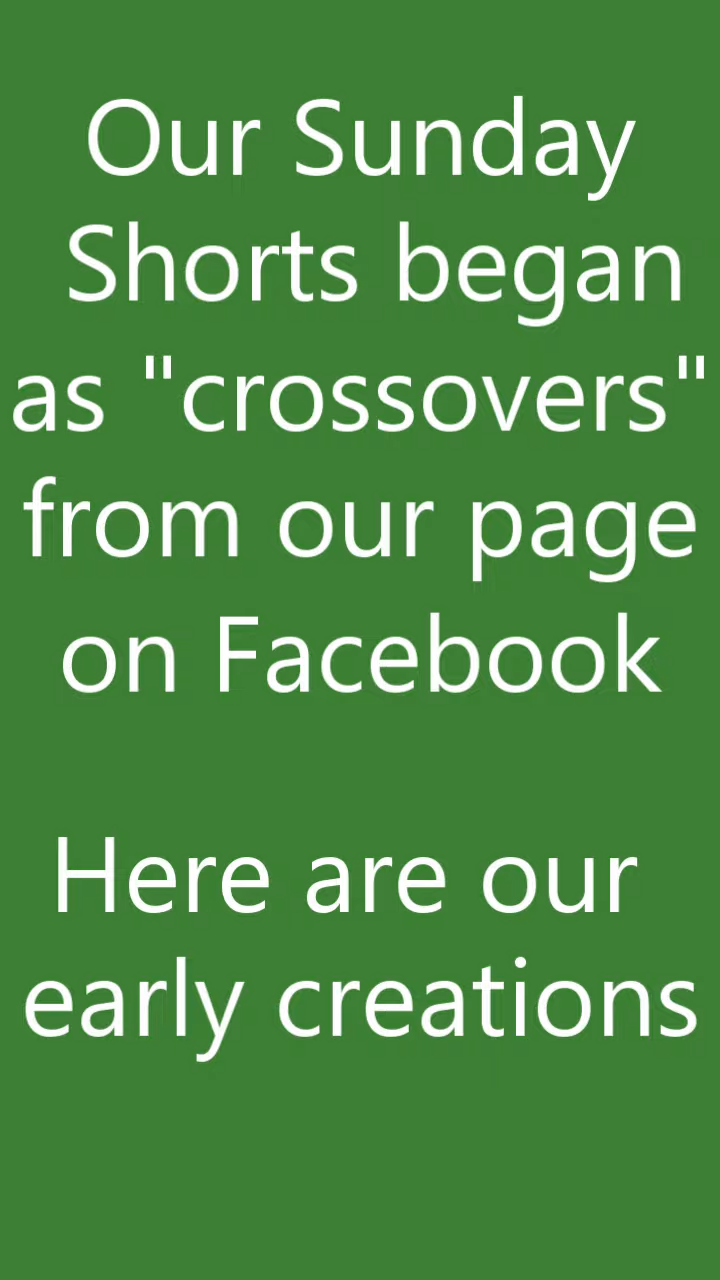 Our Sunday
Shorts began
as "crossovers"
from our page
on Facebook
Here are our
early creations